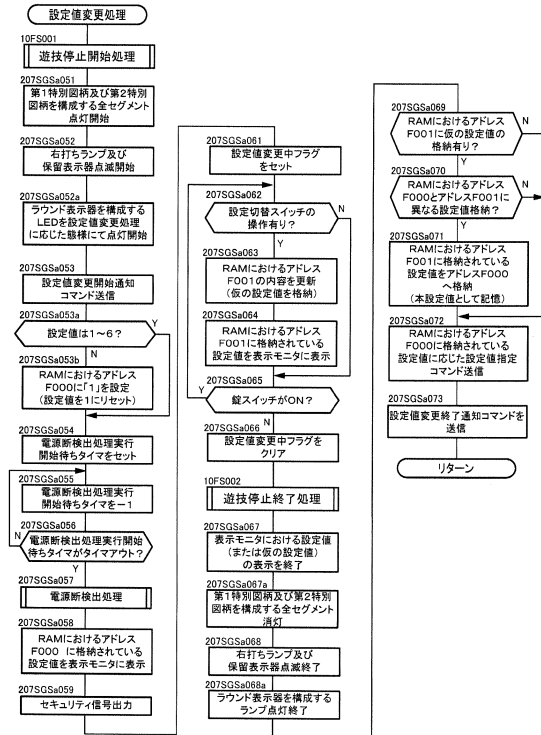 設定値変更処理
10FS001
遊技停止開始処理
207SGSa051
第1特別図柄及び第2特別
図柄を構成する全セグメント
点灯開始
207SGSa052
右打ちランプ及び
保留表示器点滅開始
207SGSa052a
ラウンド表示器を構成する
LEDを設定値変更処理
に応じた態様にて点灯開始
207SGSa053
設定値変更開始通知
コマンド送信
207SGSa053a
設定値は1~6?
Y
N
207SGSa053b
RAMにおけるアドレス
F000に「1」を設定
(設定値を1にリセット)
207SGSa054
電源断検出処理実行
開始待ちタイマをセット
207SGSa055
電源断検出処理実行
開始待ちタイマを-1
207SGSa056
N
電源断検出処理実行開始
待ちタイマがタイマアウト?
Y
207SGSa057
電源断検出処理
207SGSa058
RAMにおけるアドレス
F000 に格納されている
設定値を表示モニタに表示
207SGSa059
セキュリティ信号出力
207SGSa061
設定値変更中フラグ
をセット
207SGSa062
設定切替スイッチの
操作有り?
N
Y
207SGSa063
RAMにおけるアドレス
F001の内容を更新
(仮の設定値を格納)
207SGSa064
RAMにおけるアドレス
F001に格納されている
設定値を表示モニタに表示
207SGSa065
Y
錠スイッチがON?
N
207SGSa066
設定値変更中フラグを
クリア
10FS002
遊技停止終了処理
207SGSa067
表示モニタにおける設定値
(または仮の設定値)
の表示を終了
207SGSa067a
第1特別図柄及び第2特別
図柄を構成する全セグメント
消灯
207SGSa068
右打ちランプ及び
保留表示器点滅終了
207SGSa068a
ラウンド表示器を構成する
ランプ点灯終了
207SGSa069
RAMにおけるアドレス
F001に仮の設定値の
格納有り?
N
Y
207SGSa070
RAMにおけるアドレス
F000とアドレスF001に
異なる設定値格納?
N
Y
207SGSa071
RAMにおけるアドレス
F001に格納されている
設定値をアドレスF000
へ格納
(本設定値として記憶)
207SGSa072
RAMにおけるアドレス
F000に格納されている
設定値に応じた設定値指定
コマンド送信
207SGSa073
設定値変更終了通知コマンドを
送信
リターン